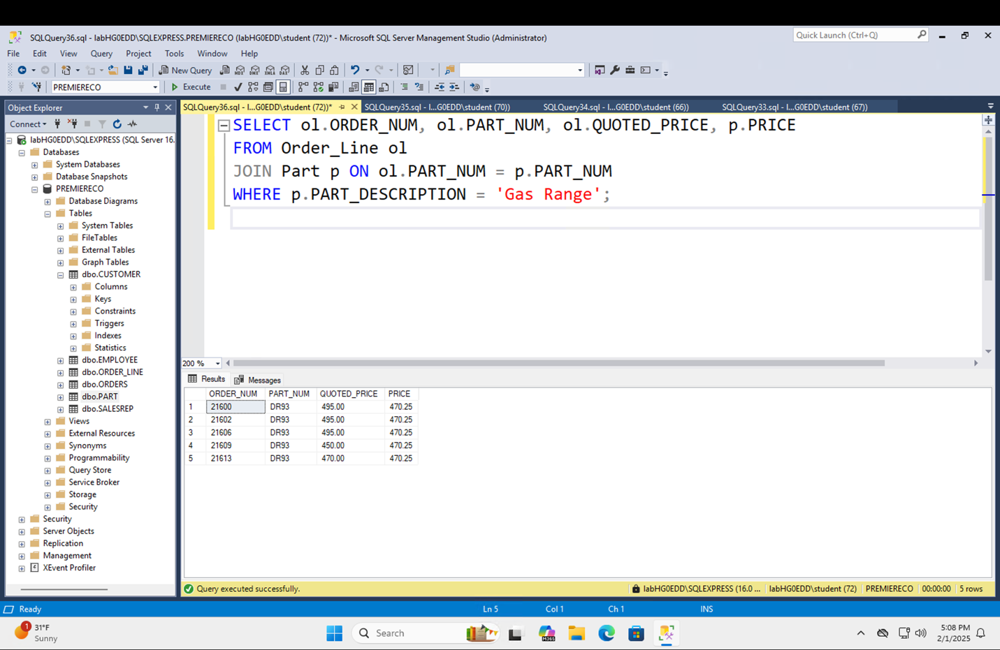 SQLQuery36.sql - labHG0EDD\SQLEXPRESS.PREMIERECO (labHG0EDD\student (72))* - Microsoft SQL Server Management Studio (Administrator)
Quick Launch (Ctrl+Q)
File Edit View Query Project Tools Window Help
New Query
PREMIERECO
Execute
Object Explorer
SQLQuery36.sql - l...G0EDD\student (72))*
SQLQuery35.sql - l...G0EDD\student (70))
SQLQuery34.sql - l...G0EDD\student (66))
SQLQuery33.sql - l...G0EDD\student (67))
Connect
labHG0EDD\SQLEXPRESS (SQL Server 16.
Databases
System Databases
Database Snapshots
PREMIERECO
Database Diagrams
Tables
System Tables
FileTables
External Tables
Graph Tables
dbo.CUSTOMER
Columns
Keys
Constraints
Triggers
Indexes
Statistics
dbo.EMPLOYEE
dbo.ORDER_LINE
dbo.ORDERS
dbo.PART
dbo.SALESREP
Views
External Resources
Synonyms
Programmability
Query Store
Service Broker
Storage
Security
Security
Server Objects
Replication
Management
XEvent Profiler
SELECT ol.ORDER_NUM, ol.PART_NUM, ol.QUOTED_PRICE, p.PRICE
FROM Order_Line ol
JOIN Part p ON ol.PART_NUM = p.PART_NUM
WHERE p.PART_DESCRIPTION = 'Gas Range';
200 %
Results Messages
ORDER_NUM PART_NUM QUOTED_PRICE PRICE
1 21600 DR93 495.00 470.25
2 21602 DR93 495.00 470.25
3 21606 DR93 495.00 470.25
4 21609 DR93 450.00 470.25
5 21613 DR93 470.00 470.25
Query executed successfully.
labHG0EDD\SQLEXPRESS (16.0 ...
labHG0EDD\student (72)
PREMIERECO
00:00:00
5 rows
Ready
Ln 5
Col 1
Ch 1
INS
1
31°F
Sunny
Search
5:08 PM
2/1/2025